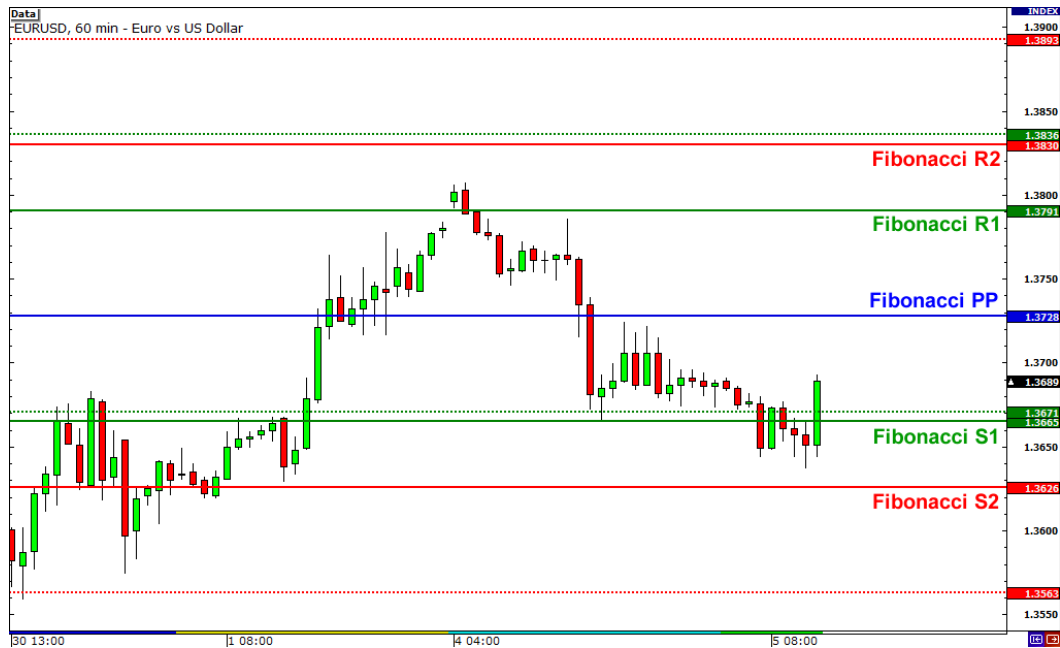 Data
INDEX
EURUSD, 60 min - Euro vs US Dollar
1.3900
1.3893
1.3850
1.3836
1.3830
Fibonacci R2
1.3800
1.3791
Fibonacci R1
1.3750
Fibonacci PP
1.3728
1.3700
1.3689
1.3671
1.3665
Fibonacci S1
1.3650
1.3626
Fibonacci S2
1.3600
1.3563
1.3550
30 13:00
1 08:00
4 04:00
5 08:00